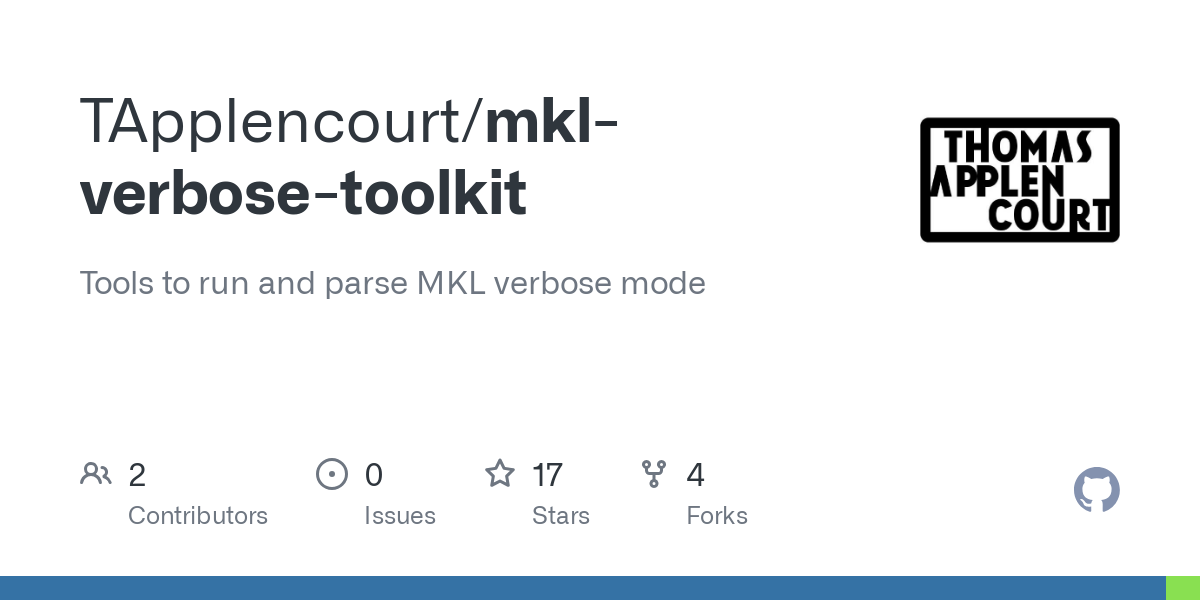 TApplencourt/mkl-
verbose-toolkit
THOMAS
APPLEN
COURT
Tools to run and parse MKL verbose mode
2
Contributors
0
Issues
17
Stars
4
Forks